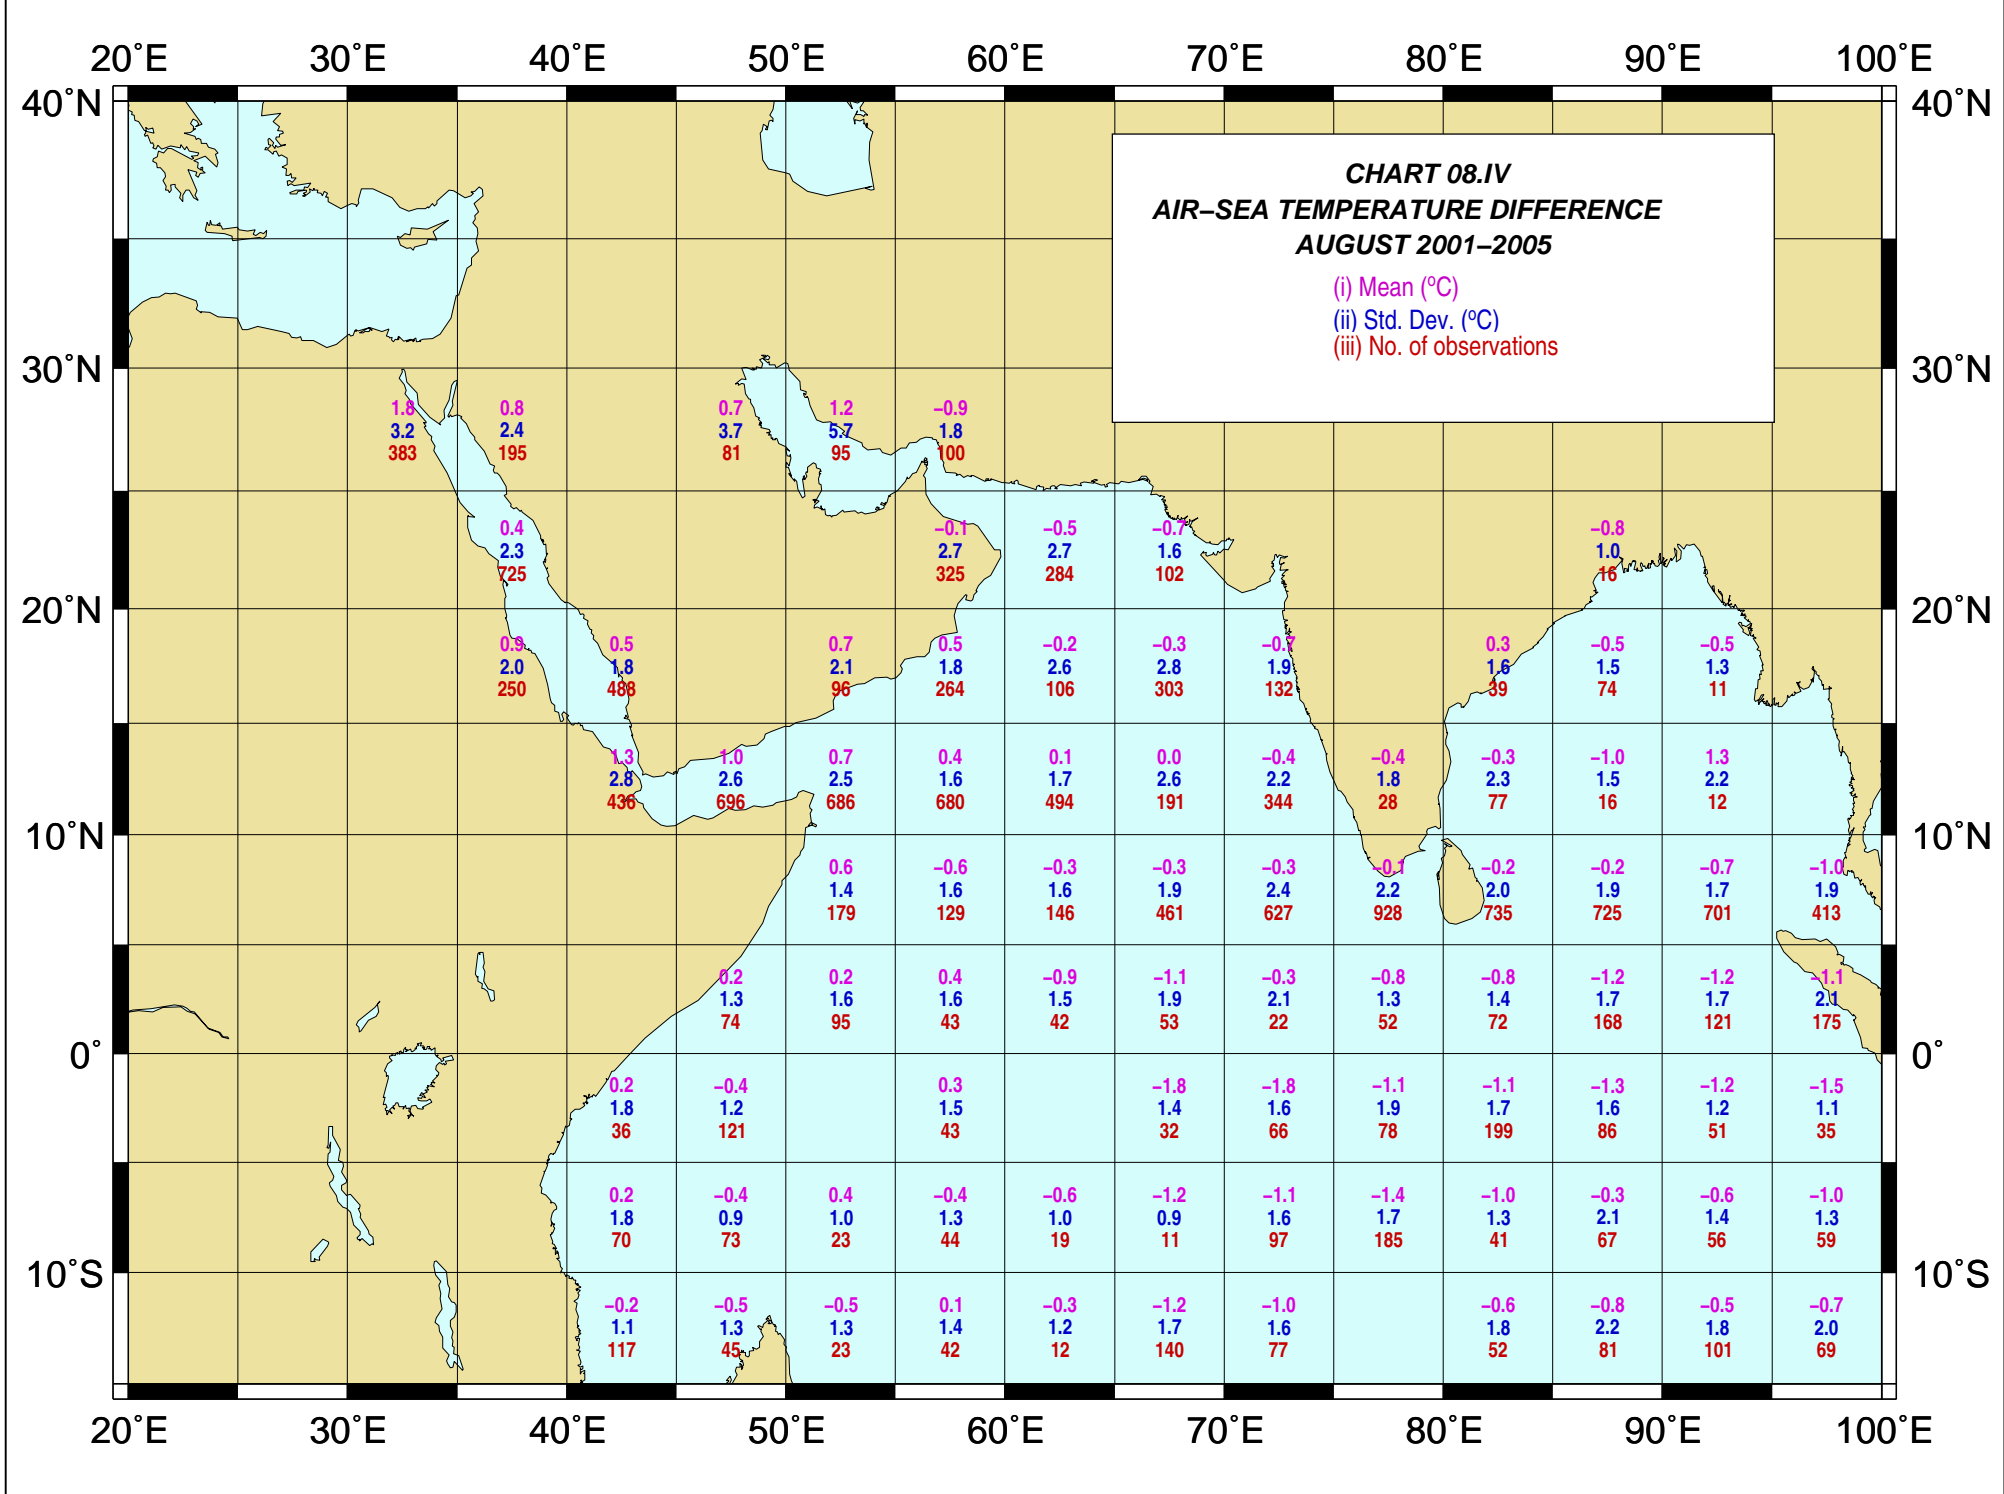 20°E 30°E 40°E 50°E 60°E 70°E 80°E 90°E 100°E
40°N 40°N
CHART 08.IV
AIR–SEA TEMPERATURE DIFFERENCE
AUGUST 2001–2005
(i) Mean (°C)
(ii) Std. Dev. (°C)
(iii) No. of observations
30°N 30°N
1.8 0.8 0.7 1.2 –0.9
3.2 2.4 3.7 5.7 1.8
383 195 81 95 100
0.4 –0.1 –0.5 –0.7 –0.8
2.3 2.7 2.7 1.6 1.0
725 325 284 102 16
20°N 20°N
0.9 0.5 0.7 0.5 –0.2 –0.3 –0.7 0.3 –0.5 –0.5
2.0 1.8 2.1 1.8 2.6 2.8 1.9 1.6 1.5 1.3
250 488 96 264 106 303 132 39 74 11
1.3 1.0 0.7 0.4 0.1 0.0 –0.4 –0.4 –0.3 –1.0 1.3
2.8 2.6 2.5 1.6 1.7 2.6 2.2 1.8 2.3 1.5 2.2
436 696 686 680 494 191 344 28 77 16 12
10°N 10°N
0.6 –0.6 –0.3 –0.3 –0.3 –0.1 –0.2 –0.2 –0.7 –1.0
1.4 1.6 1.6 1.9 2.4 2.2 2.0 1.9 1.7 1.9
179 129 146 461 627 928 735 725 701 413
0.2 0.2 0.4 –0.9 –1.1 –0.3 –0.8 –0.8 –1.2 –1.2 –1.1
1.3 1.6 1.6 1.5 1.9 2.1 1.3 1.4 1.7 1.7 2.1
74 95 43 42 53 22 52 72 168 121 175
0° 0°
0.2 –0.4 0.3 –1.8 –1.8 –1.1 –1.1 –1.3 –1.2 –1.5
1.8 1.2 1.5 1.4 1.6 1.9 1.7 1.6 1.2 1.1
36 121 43 32 66 78 199 86 51 35
0.2 –0.4 0.4 –0.4 –0.6 –1.2 –1.1 –1.4 –1.0 –0.3 –0.6 –1.0
1.8 0.9 1.0 1.3 1.0 0.9 1.6 1.7 1.3 2.1 1.4 1.3
70 73 23 44 19 11 97 185 41 67 56 59
10°S 10°S
–0.2 –0.5 –0.5 0.1 –0.3 –1.2 –1.0 –0.6 –0.8 –0.5 –0.7
1.1 1.3 1.3 1.4 1.2 1.7 1.6 1.8 2.2 1.8 2.0
117 45 23 42 12 140 77 52 81 101 69
20°E 30°E 40°E 50°E 60°E 70°E 80°E 90°E 100°E